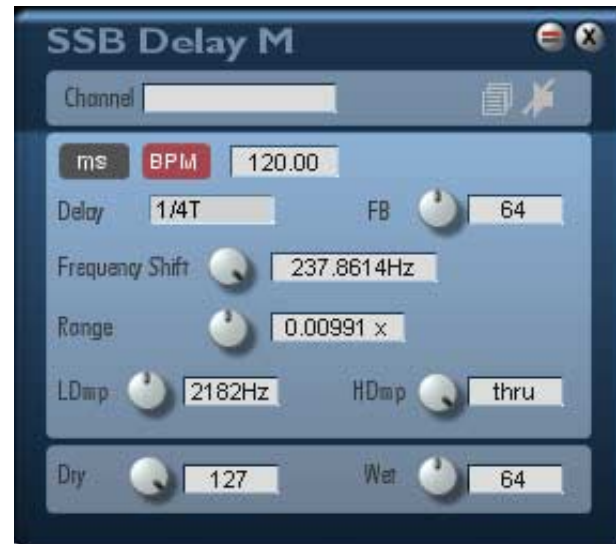 SSB Delay M
Channel
ms BPM 120.00
Delay 1/4T FB 64
Frequency Shift 237.8614Hz
Range 0.00991 x
LDmp 2182Hz HDmp thru
Dry 127 Wet 64